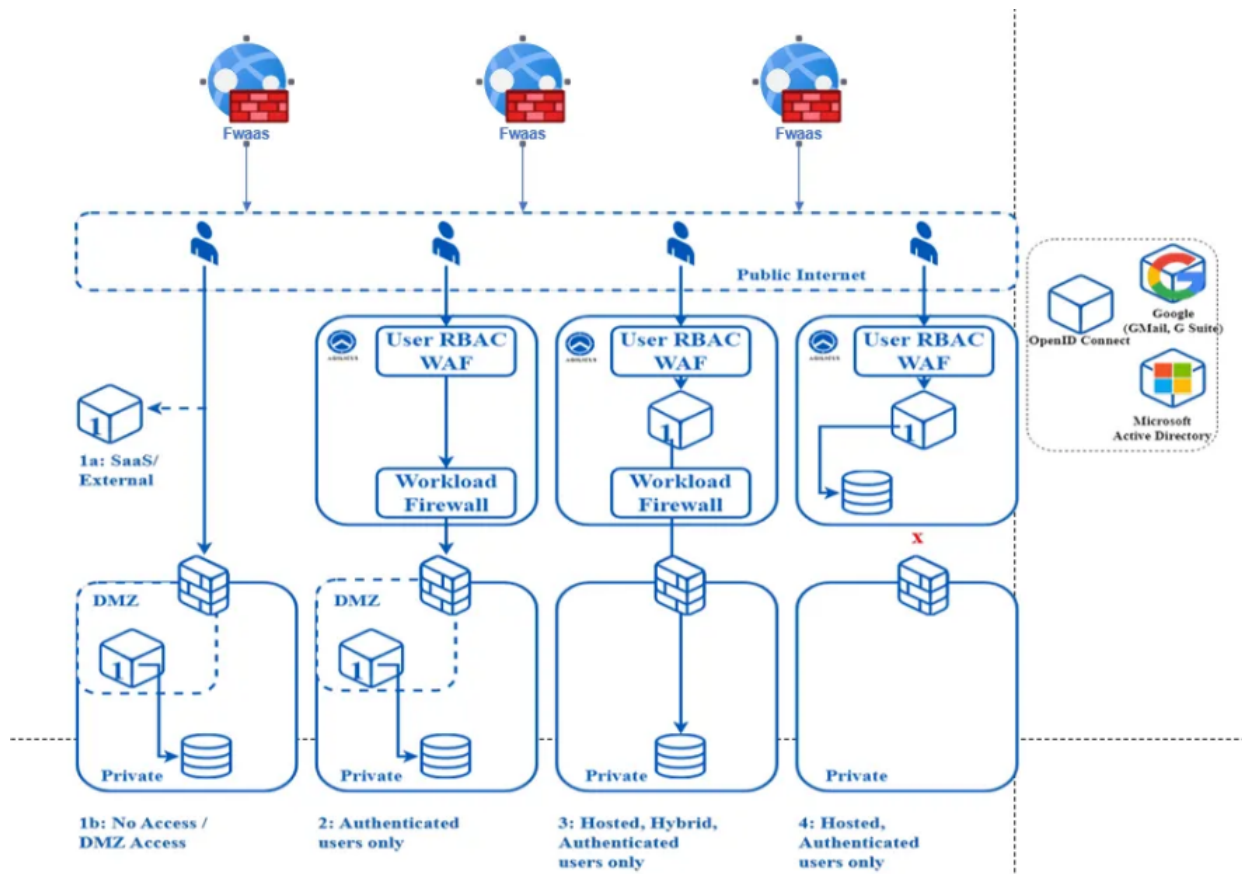 Fwaas
Fwaas
Fwaas
Public Internet
User RBAC
WAF
User RBAC
WAF
User RBAC
WAF
Google
(GMail, G Suite)
OpenID Connect
Microsoft
Active Directory
1
1
1
1a: SaaS/
External
Workload
Firewall
Workload
Firewall
x
DMZ
DMZ
1
1
Private
Private
Private
Private
1b: No Access /
DMZ Access
2: Authenticated
users only
3: Hosted, Hybrid,
Authenticated
users only
4: Hosted,
Authenticated
users only